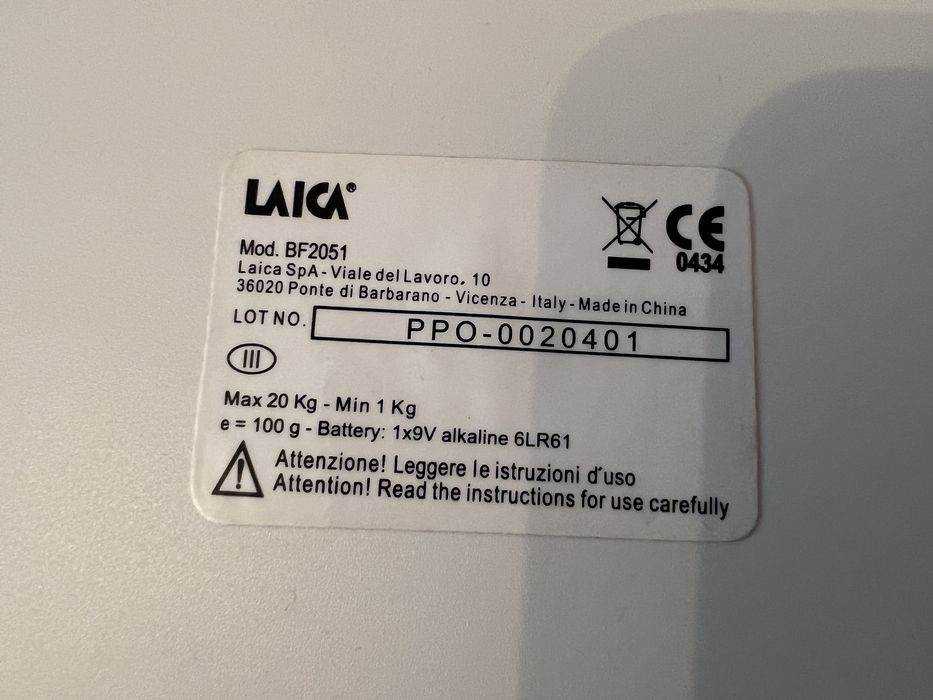 LAICA®
CE
0434
Mod. BF2051
Laica SpA - Viale del Lavoro, 10
36020 Ponte di Barbarano - Vicenza - Italy - Made in China
LOT NO. PPO-0020401
III
Max 20 Kg - Min 1 Kg
e = 100 g - Battery: 1x9V alkaline 6LR61
Attenzione! Leggere le istruzioni d'uso
Attention! Read the instructions for use carefully